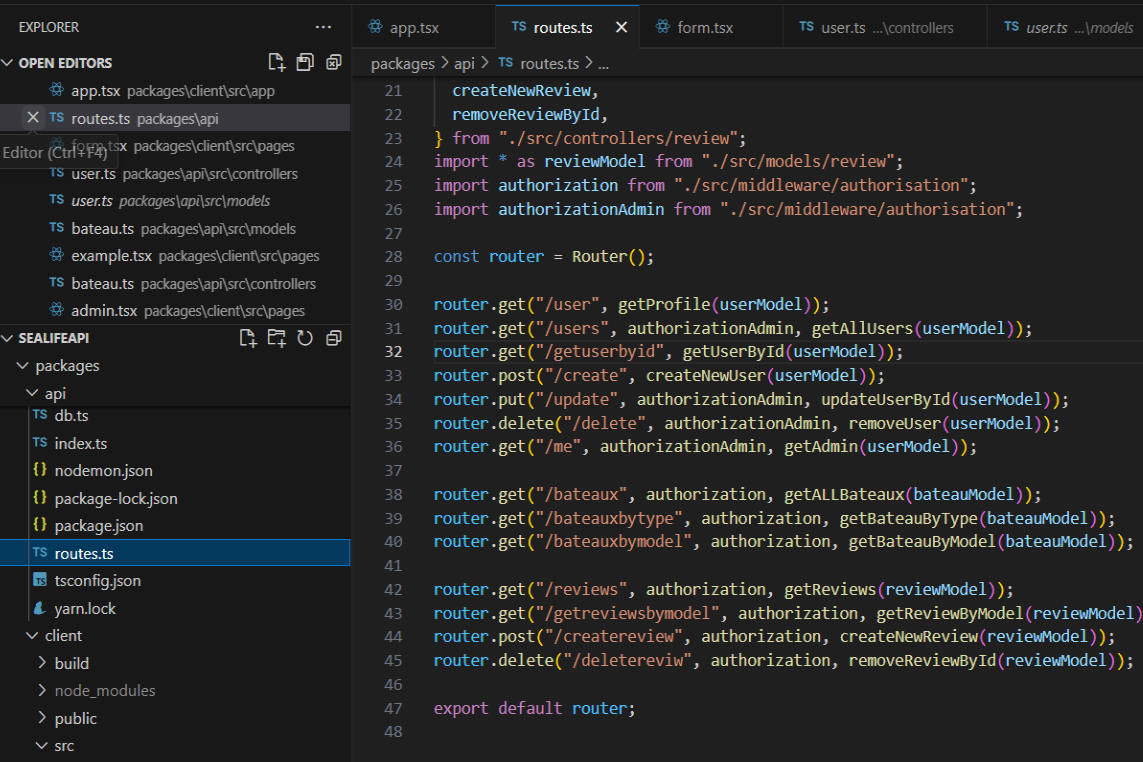 EXPLORER
OPEN EDITORS
app.tsx packages\client\src\app
routes.ts packages\api
form.tsx packages\client\src\pages
Editor (Ctrl+F4)
user.ts packages\api\src\controllers
user.ts packages\api\src\models
bateau.ts packages\api\src\models
example.tsx packages\client\src\pages
bateau.ts packages\api\src\controllers
admin.tsx packages\client\src\pages
SEALIFEAPI
packages
api
TS db.ts
TS index.ts
{} nodemon.json
{} package-lock.json
{} package.json
TS routes.ts
TS tsconfig.json
yarn.lock
client
build
node_modules
public
src
app.tsx
TS routes.ts
form.tsx
TS user.ts ...\controllers
TS user.ts ...\models
packages > api > TS routes.ts > ...
21 createNewReview,
22 removeReviewById,
23 } from "./src/controllers/review";
24 import * as reviewModel from "./src/models/review";
25 import authorization from "./src/middleware/authorisation";
26 import authorizationAdmin from "./src/middleware/authorisation";
27
28 const router = Router();
29
30 router.get("/user", getProfile(userModel));
31 router.get("/users", authorizationAdmin, getAllUsers(userModel));
32 router.get("/getuserbyid", getUserById(userModel));
33 router.post("/create", createNewUser(userModel));
34 router.put("/update", authorizationAdmin, updateUserById(userModel));
35 router.delete("/delete", authorizationAdmin, removeUser(userModel));
36 router.get("/me", authorizationAdmin, getAdmin(userModel));
37
38 router.get("/bateaux", authorization, getALLBateaux(bateauModel));
39 router.get("/bateauxbytype", authorization, getBateauByType(bateauModel));
40 router.get("/bateauxbymodel", authorization, getBateauByModel(bateauModel));
41
42 router.get("/reviews", authorization, getReviews(reviewModel));
43 router.get("/getreviewsbymodel", authorization, getReviewByModel(reviewModel)
44 router.post("/createreview", authorization, createNewReview(reviewModel));
45 router.delete("/deletereviw", authorization, removeReviewById(reviewModel));
46
47 export default router;
48